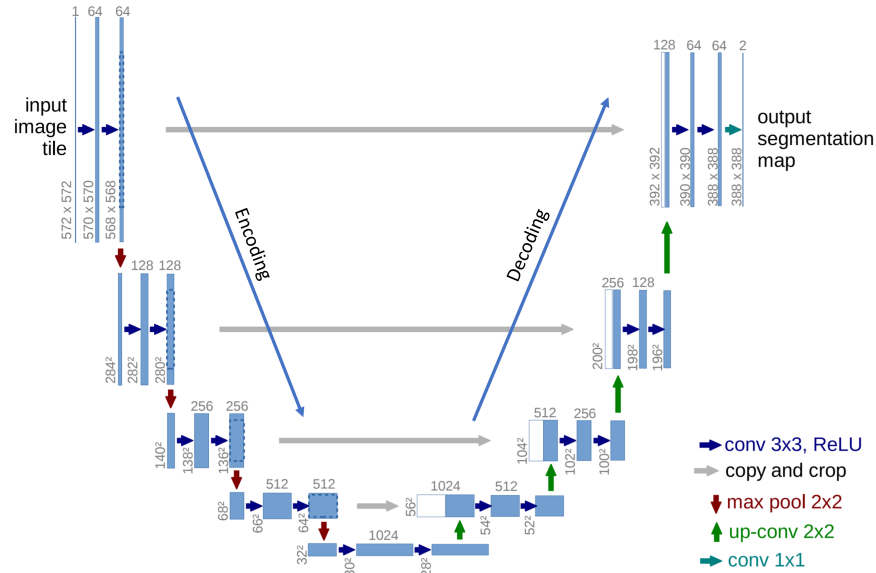 1 64 64
128 64 64 2
input
image
tile
output
segmentation
map
572 x 572
570 x 570
568 x 568
392 x 392
390 x 390
388 x 388
388 x 388
Encoding
Decoding
128 128
256 128
284²
282²
280²
200²
198²
196²
256 256
512 256
140²
138²
136²
104²
102²
100²
512 512
1024 512
68²
66²
64²
56²
54²
52²
1024
32²
30²
28²
conv 3x3, ReLU
copy and crop
max pool 2x2
up-conv 2x2
conv 1x1